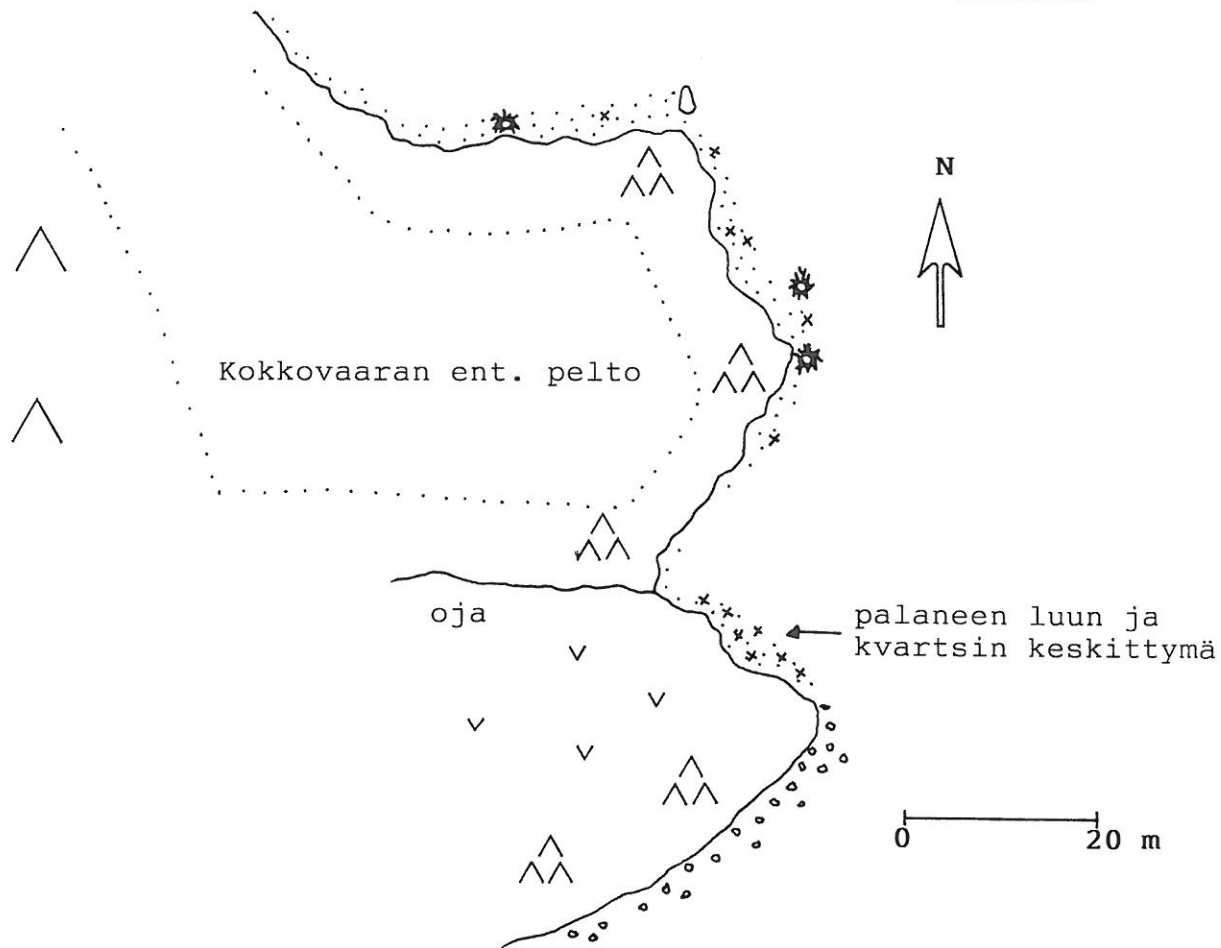 N
Kokkovaaran ent. pelto
oja
palaneen luun ja
kvartsin keskittymä
0 20 m